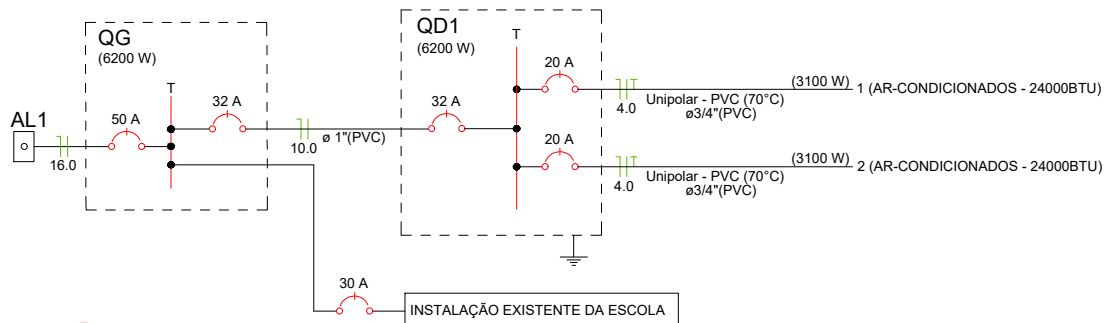 QG
(6200 W)
T
50 A
32 A
AL1
16.0
10.0
ø 1"(PVC)
QD1
(6200 W)
T
32 A
20 A
4.0
Unipolar - PVC (70°C)
ø3/4"(PVC)
(3100 W)
1 (AR-CONDICIONADOS - 24000BTU)
20 A
4.0
Unipolar - PVC (70°C)
ø3/4"(PVC)
(3100 W)
2 (AR-CONDICIONADOS - 24000BTU)
30 A
INSTALAÇÃO EXISTENTE DA ESCOLA